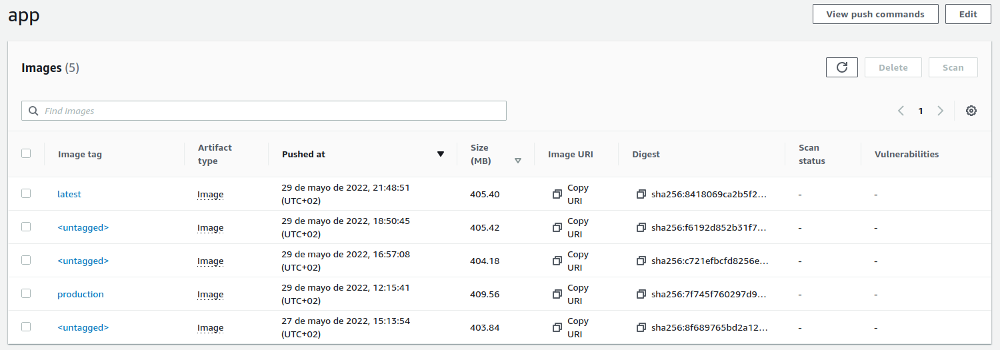 app
View push commands
Edit
Images (5)
Delete
Scan
Find Images
1
Image tag
Artifact
type
Pushed at
Size
(MB)
Image URI
Digest
Scan
status
Vulnerabilities
latest
Image
29 de mayo de 2022, 21:48:51
(UTC+02)
405.40
Copy
URI
sha256:8418069ca2b5f2...
-
-
<untagged>
Image
29 de mayo de 2022, 18:50:45
(UTC+02)
405.42
Copy
URI
sha256:f6192d852b31f7...
-
-
<untagged>
Image
29 de mayo de 2022, 16:57:08
(UTC+02)
404.18
Copy
URI
sha256:c721efbcfd8256e...
-
-
production
Image
29 de mayo de 2022, 12:15:41
(UTC+02)
409.56
Copy
URI
sha256:7f745f760297d9...
-
-
<untagged>
Image
27 de mayo de 2022, 15:13:54
(UTC+02)
403.84
Copy
URI
sha256:8f689765bd2a12...
-
-